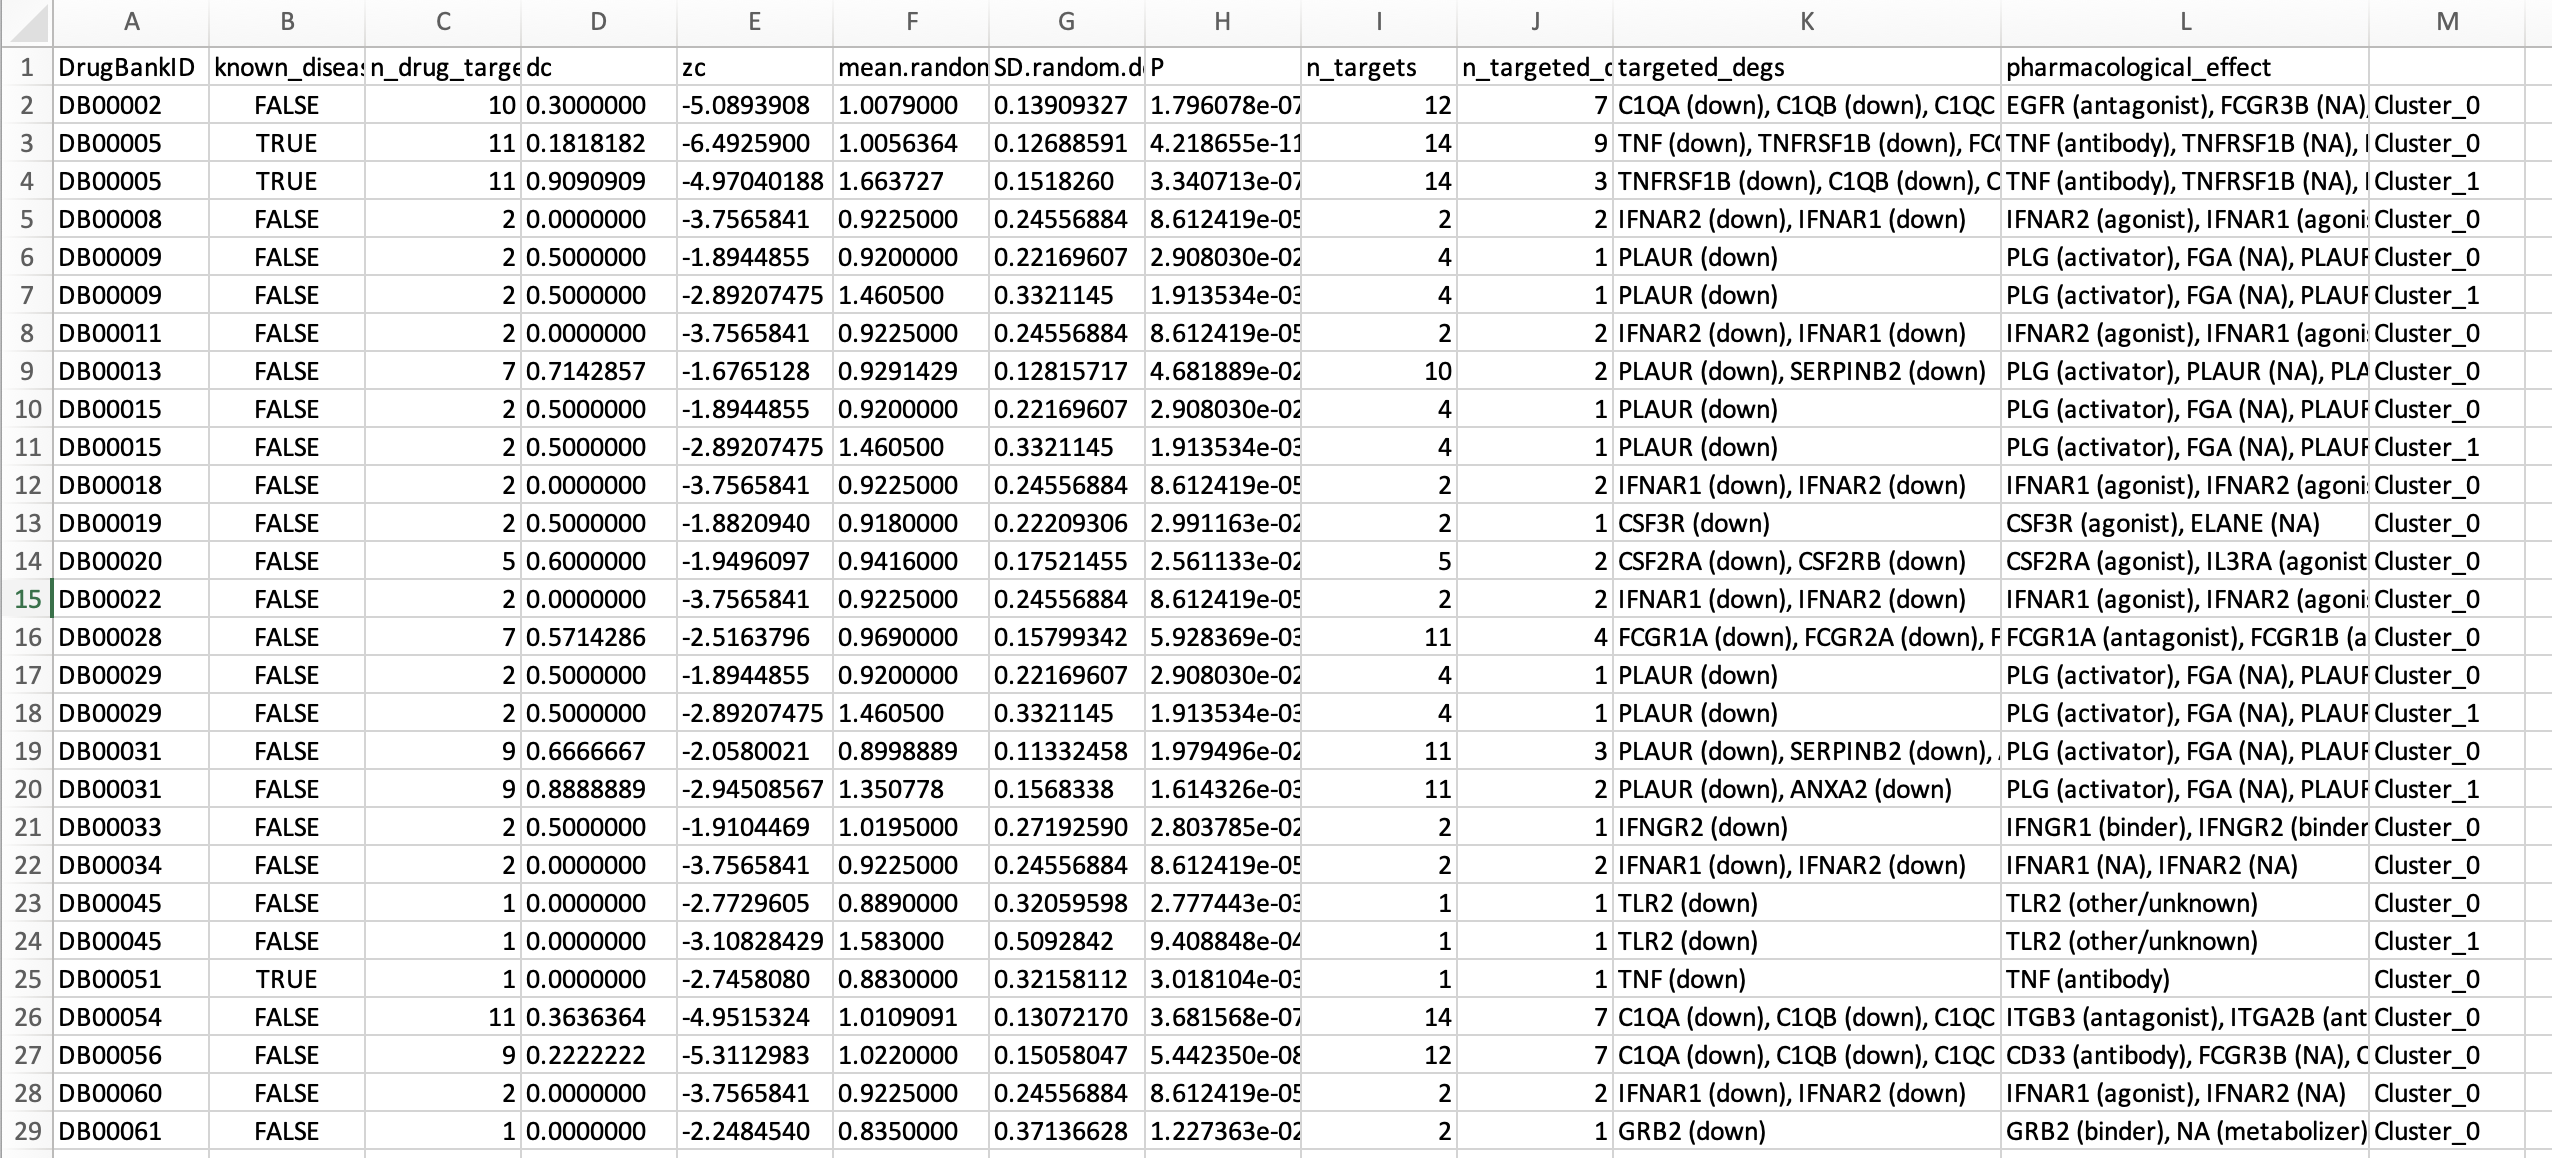 A B C D E F G H I J K L M
1 DrugBankID known_diseas n_drug_targe dc zc mean.random SD.random.d P n_targets n_targeted_d targeted_degs pharmacological_effect
2 DB00002 FALSE 10 0.3000000 -5.0893908 1.0079000 0.13909327 1.796078e-07 12 7 C1QA (down), C1QB (down), C1QC EGFR (antagonist), FCGR3B (NA), Cluster_0
3 DB00005 TRUE 11 0.1818182 -6.4925900 1.0056364 0.12688591 4.218655e-11 14 9 TNF (down), TNFRSF1B (down), FC TNF (antibody), TNFRSF1B (NA), Cluster_0
4 DB00005 TRUE 11 0.9090909 -4.97040188 1.663727 0.1518260 3.340713e-07 14 3 TNFRSF1B (down), C1QB (down), C TNF (antibody), TNFRSF1B (NA), Cluster_1
5 DB00008 FALSE 2 0.0000000 -3.7565841 0.9225000 0.24556884 8.612419e-05 2 2 IFNAR2 (down), IFNAR1 (down) IFNAR2 (agonist), IFNAR1 (agonis Cluster_0
6 DB00009 FALSE 2 0.5000000 -1.8944855 0.9200000 0.22169607 2.908030e-02 4 1 PLAUR (down) PLG (activator), FGA (NA), PLAUR Cluster_0
7 DB00009 FALSE 2 0.5000000 -2.89207475 1.460500 0.3321145 1.913534e-03 4 1 PLAUR (down) PLG (activator), FGA (NA), PLAUR Cluster_1
8 DB00011 FALSE 2 0.0000000 -3.7565841 0.9225000 0.24556884 8.612419e-05 2 2 IFNAR2 (down), IFNAR1 (down) IFNAR2 (agonist), IFNAR1 (agonis Cluster_0
9 DB00013 FALSE 7 0.7142857 -1.6765128 0.9291429 0.12815717 4.681889e-02 10 2 PLAUR (down), SERPINB2 (down) PLG (activator), PLAUR (NA), PLA Cluster_0
10 DB00015 FALSE 2 0.5000000 -1.8944855 0.9200000 0.22169607 2.908030e-02 4 1 PLAUR (down) PLG (activator), FGA (NA), PLAUR Cluster_0
11 DB00015 FALSE 2 0.5000000 -2.89207475 1.460500 0.3321145 1.913534e-03 4 1 PLAUR (down) PLG (activator), FGA (NA), PLAUR Cluster_1
12 DB00018 FALSE 2 0.0000000 -3.7565841 0.9225000 0.24556884 8.612419e-05 2 2 IFNAR1 (down), IFNAR2 (down) IFNAR1 (agonist), IFNAR2 (agonis Cluster_0
13 DB00019 FALSE 2 0.5000000 -1.8820940 0.9180000 0.22209306 2.991163e-02 2 1 CSF3R (down) CSF3R (agonist), ELANE (NA) Cluster_0
14 DB00020 FALSE 5 0.6000000 -1.9496097 0.9416000 0.17521455 2.561133e-02 5 2 CSF2RA (down), CSF2RB (down) CSF2RA (agonist), IL3RA (agonist Cluster_0
15 DB00022 FALSE 2 0.0000000 -3.7565841 0.9225000 0.24556884 8.612419e-05 2 2 IFNAR1 (down), IFNAR2 (down) IFNAR1 (agonist), IFNAR2 (agonis Cluster_0
16 DB00028 FALSE 7 0.5714286 -2.5163796 0.9690000 0.15799342 5.928369e-03 11 4 FCGR1A (down), FCGR2A (down), F FCGR1A (antagonist), FCGR1B (a Cluster_0
17 DB00029 FALSE 2 0.5000000 -1.8944855 0.9200000 0.22169607 2.908030e-02 4 1 PLAUR (down) PLG (activator), FGA (NA), PLAUR Cluster_0
18 DB00029 FALSE 2 0.5000000 -2.89207475 1.460500 0.3321145 1.913534e-03 4 1 PLAUR (down) PLG (activator), FGA (NA), PLAUR Cluster_1
19 DB00031 FALSE 9 0.6666667 -2.0580021 0.8998889 0.11332458 1.979496e-02 11 3 PLAUR (down), SERPINB2 (down), PLG (activator), FGA (NA), PLAUR Cluster_0
20 DB00031 FALSE 9 0.8888889 -2.94508567 1.350778 0.1568338 1.614326e-03 11 2 PLAUR (down), ANXA2 (down) PLG (activator), FGA (NA), PLAUR Cluster_1
21 DB00033 FALSE 2 0.5000000 -1.9104469 1.0195000 0.27192590 2.803785e-02 2 1 IFNGR2 (down) IFNGR1 (binder), IFNGR2 (binder Cluster_0
22 DB00034 FALSE 2 0.0000000 -3.7565841 0.9225000 0.24556884 8.612419e-05 2 2 IFNAR1 (down), IFNAR2 (down) IFNAR1 (NA), IFNAR2 (NA) Cluster_0
23 DB00045 FALSE 1 0.0000000 -2.7729605 0.8890000 0.32059598 2.777443e-03 1 1 TLR2 (down) TLR2 (other/unknown) Cluster_0
24 DB00045 FALSE 1 0.0000000 -3.10828429 1.583000 0.5092842 9.408848e-04 1 1 TLR2 (down) TLR2 (other/unknown) Cluster_1
25 DB00051 TRUE 1 0.0000000 -2.7458080 0.8830000 0.32158112 3.018104e-03 1 1 TNF (down) TNF (antibody) Cluster_0
26 DB00054 FALSE 11 0.3636364 -4.9515324 1.0109091 0.13072170 3.681568e-07 14 7 C1QA (down), C1QB (down), C1QC ITGB3 (antagonist), ITGA2B (ant Cluster_0
27 DB00056 FALSE 9 0.2222222 -5.3112983 1.0220000 0.15058047 5.442350e-08 12 7 C1QA (down), C1QB (down), C1QC CD33 (antibody), FCGR3B (NA), C Cluster_0
28 DB00060 FALSE 2 0.0000000 -3.7565841 0.9225000 0.24556884 8.612419e-05 2 2 IFNAR1 (down), IFNAR2 (down) IFNAR1 (agonist), IFNAR2 (NA) Cluster_0
29 DB00061 FALSE 1 0.0000000 -2.2484540 0.8350000 0.37136628 1.227363e-02 2 1 GRB2 (down) GRB2 (binder), NA (metabolizer) Cluster_0